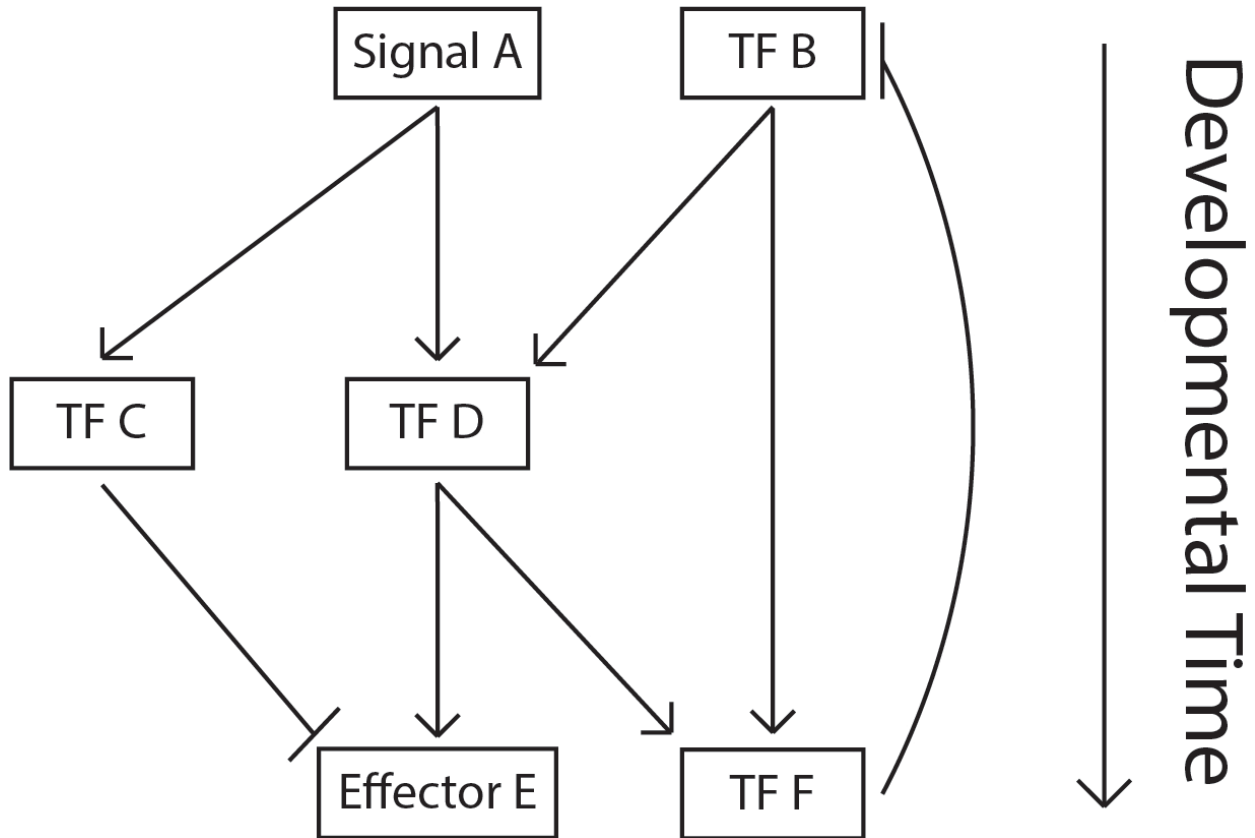 Signal A
TF B
TF C
TF D
Effector E
TF F
Developmental Time